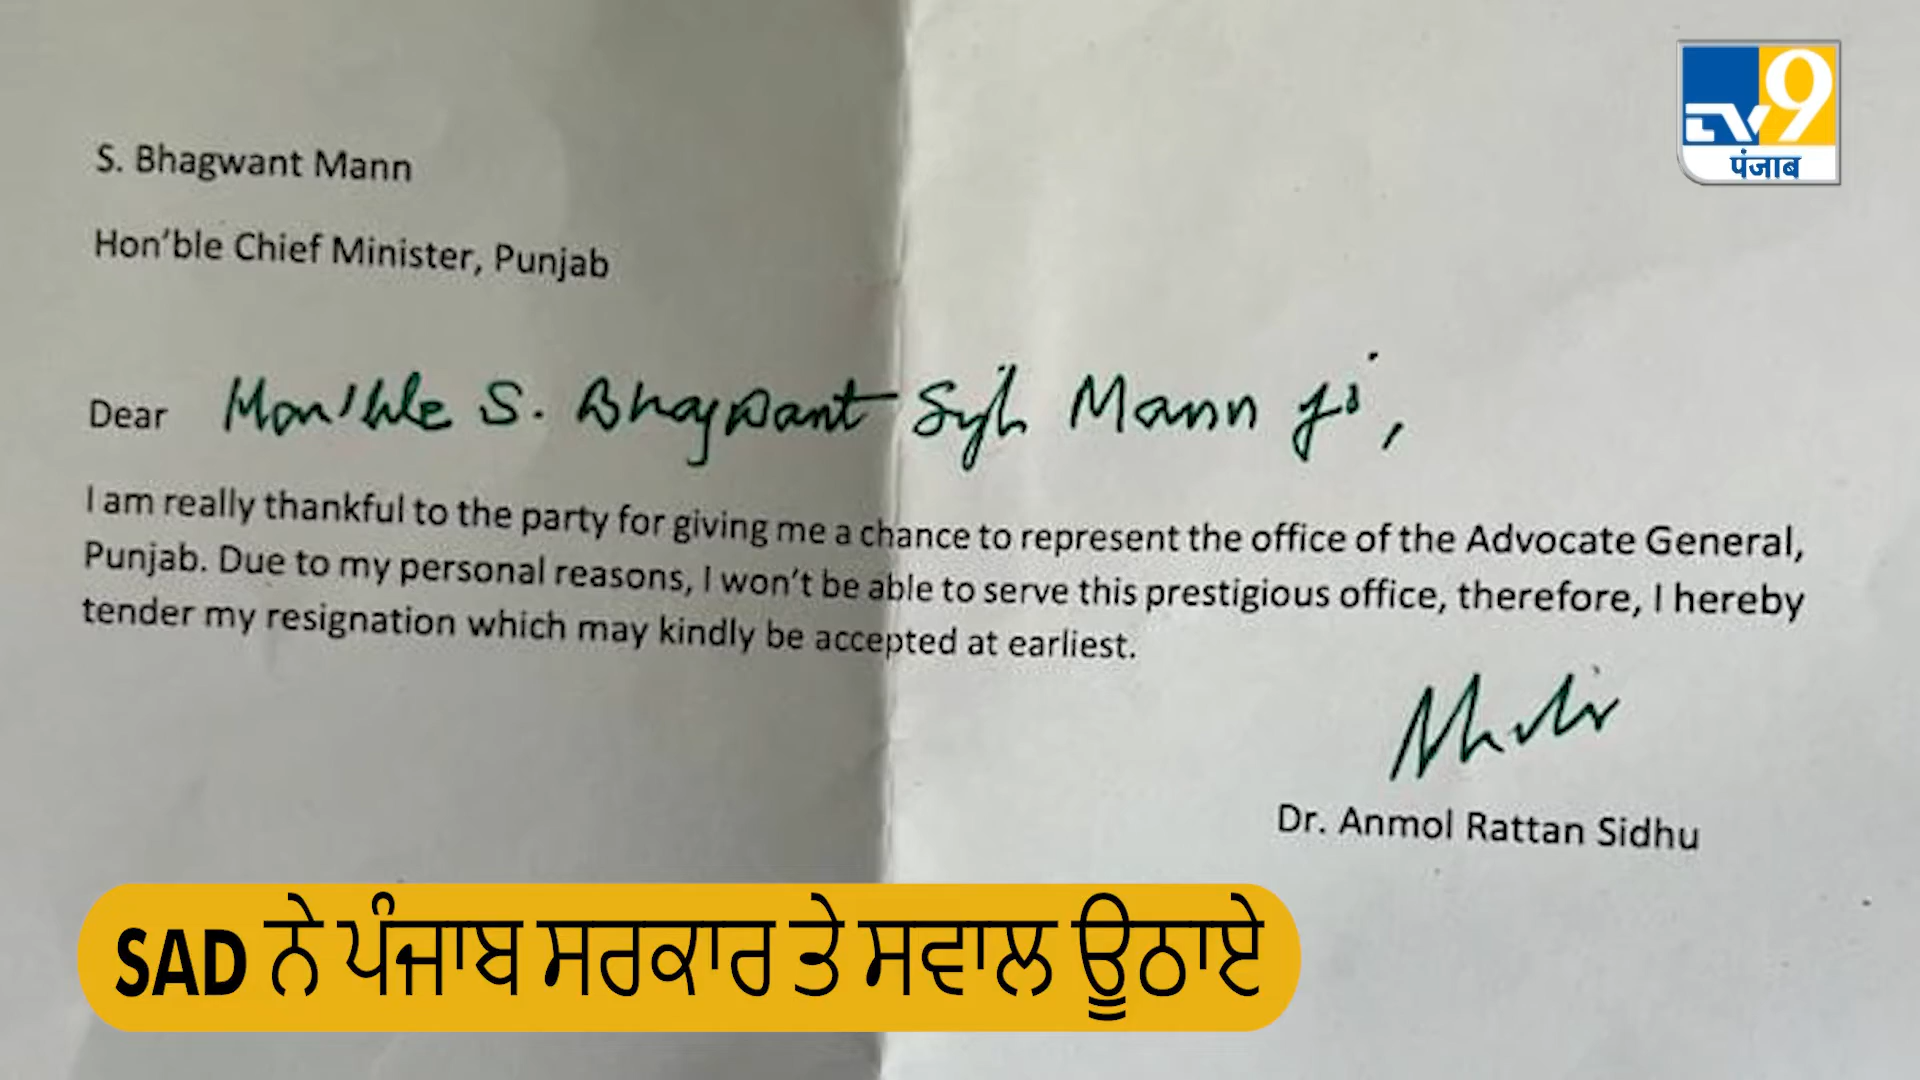 TV9
पंजाब
S. Bhagwant Mann
Hon'ble Chief Minister, Punjab
Dear Hon'ble S. Bhagwant Sgh Mann ji,
I am really thankful to the party for giving me a chance to represent the office of the Advocate General,
Punjab. Due to my personal reasons, I won't be able to serve this prestigious office, therefore, I hereby
tender my resignation which may kindly be accepted at earliest.
Dr. Anmol Rattan Sidhu
SAD ਨੇ ਪੰਜਾਬ ਸਰਕਾਰ ਤੇ ਸਵਾਲ ਊਠਾਏ